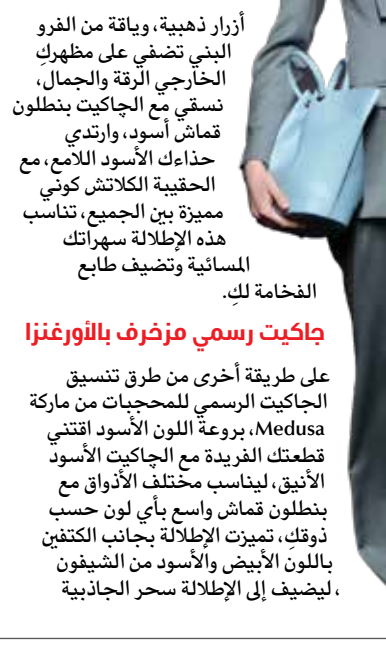 أزرار ذهبية، وياقة من الفرو
البني تضفي على مظهركِ
الخارجي الرقة والجمال،
نسقي مع الچاكيت بنطلون
قماش أسود، وارتدي
حذاءك الأسود اللامع، مع
الحقيبة الكلاتش كوني
مميزة بين الجميع، تناسب
هذه الإطلالة سهراتك
المسائية وتضيف طابع
الفخامة لكِ.
جاكيت رسمي مزخرف بالأورغنزا
على طريقة أخرى من طرق تنسيق
الجاكيت الرسمي للمحجبات من ماركة
Medusa، بروعة اللون الأسود اقتني
قطعتك الفريدة مع الچاكيت الأسود
الأنيق، ليناسب مختلف الأذواق مع
بنطلون قماش واسع بأي لون حسب
ذوقكِ، تميزت الإطلالة بجانب الكتفين
باللون الأبيض والأسود من الشيفون
، ليضيف إلى الإطلالة سحر الجاذبية